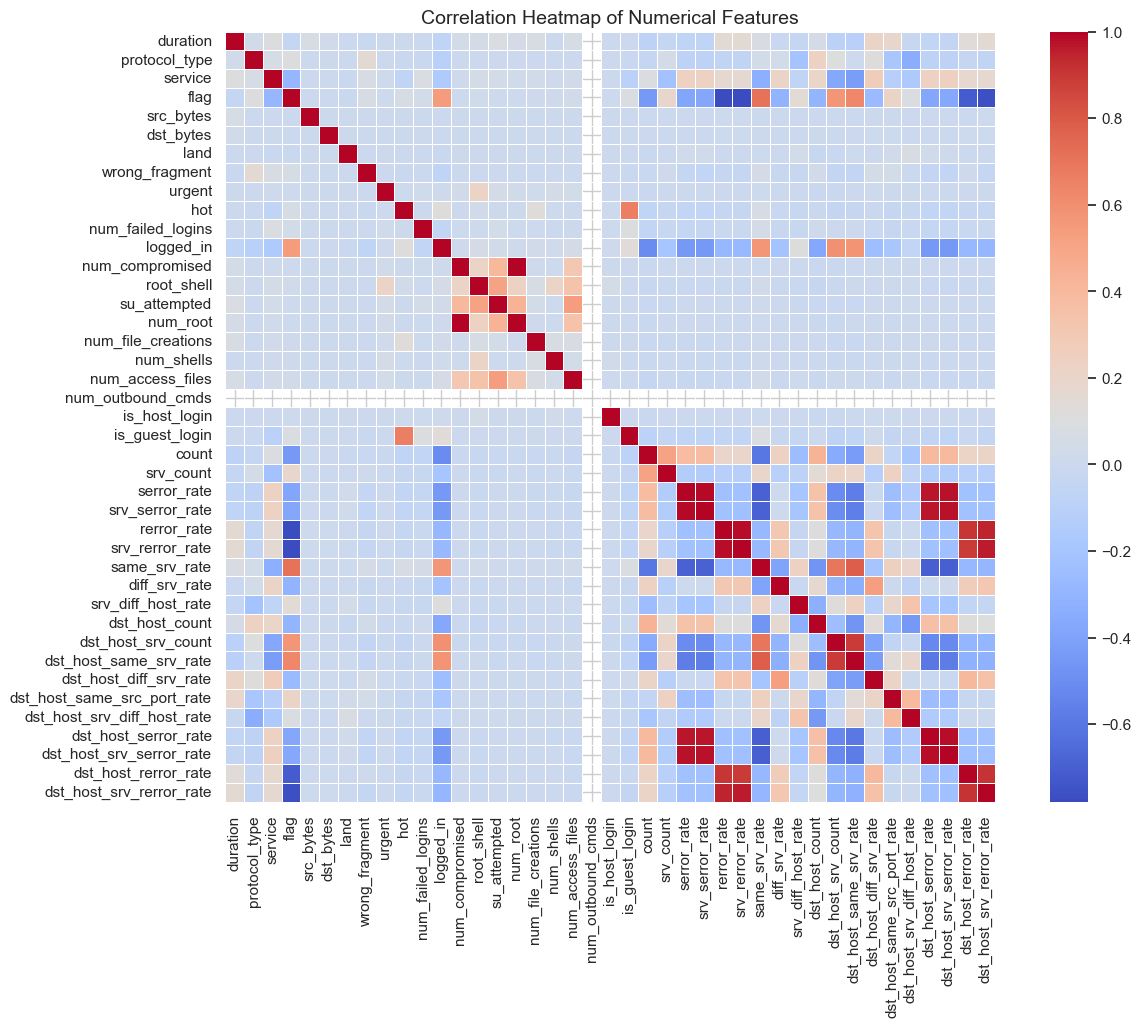 Correlation Heatmap of Numerical Features
duration
protocol_type
service
flag
src_bytes
dst_bytes
land
wrong_fragment
urgent
hot
num_failed_logins
logged_in
num_compromised
root_shell
su_attempted
num_root
num_file_creations
num_shells
num_access_files
num_outbound_cmds
is_host_login
is_guest_login
count
srv_count
serror_rate
srv_serror_rate
rerror_rate
srv_rerror_rate
same_srv_rate
diff_srv_rate
srv_diff_host_rate
dst_host_count
dst_host_srv_count
dst_host_same_srv_rate
dst_host_diff_srv_rate
dst_host_same_src_port_rate
dst_host_srv_diff_host_rate
dst_host_serror_rate
dst_host_srv_serror_rate
dst_host_rerror_rate
dst_host_srv_rerror_rate
duration
protocol_type
service
flag
src_bytes
dst_bytes
land
wrong_fragment
urgent
hot
num_failed_logins
logged_in
num_compromised
root_shell
su_attempted
num_root
num_file_creations
num_shells
num_access_files
num_outbound_cmds
is_host_login
is_guest_login
count
srv_count
serror_rate
srv_serror_rate
rerror_rate
srv_rerror_rate
same_srv_rate
diff_srv_rate
srv_diff_host_rate
dst_host_count
dst_host_srv_count
dst_host_same_srv_rate
dst_host_diff_srv_rate
dst_host_same_src_port_rate
dst_host_srv_diff_host_rate
dst_host_serror_rate
dst_host_srv_serror_rate
dst_host_rerror_rate
dst_host_srv_rerror_rate
1.0
0.8
0.6
0.4
0.2
0.0
−0.2
−0.4
−0.6